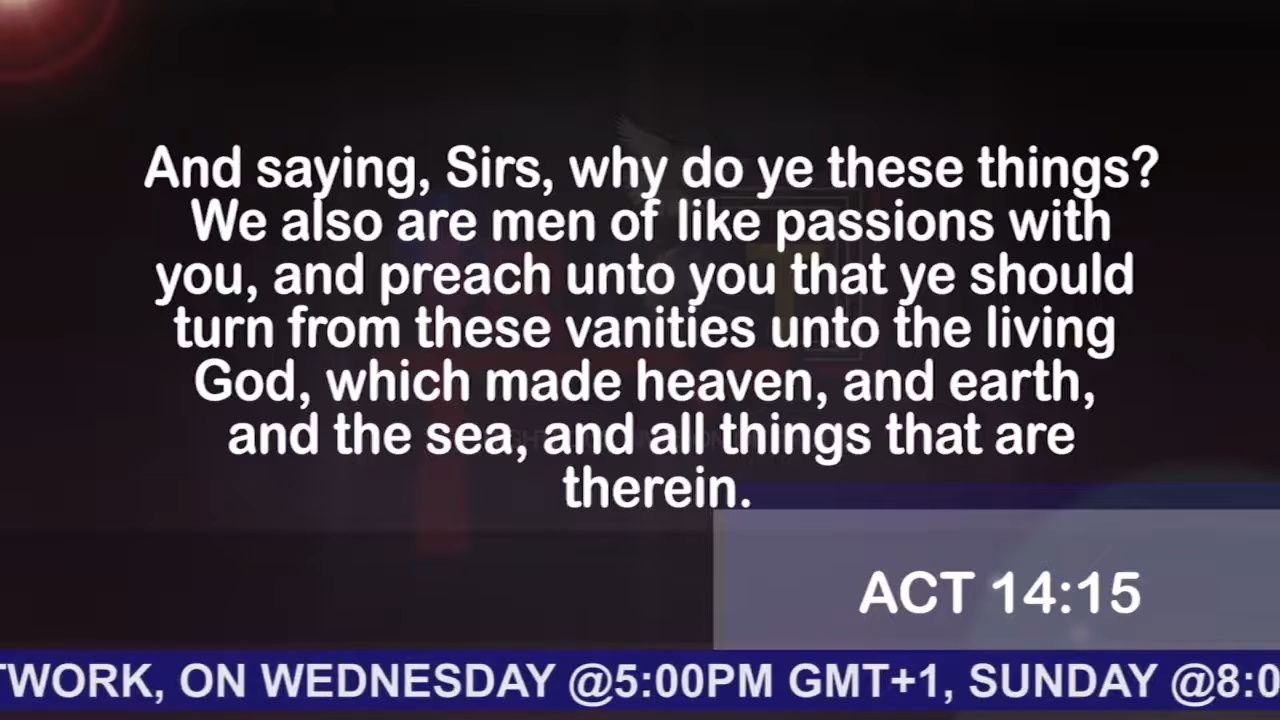 And saying, Sirs, why do ye these things?
We also are men of like passions with
you, and preach unto you that ye should
turn from these vanities unto the living
God, which made heaven, and earth,
and the sea, and all things that are
therein.
ACT 14:15
TWORK, ON WEDNESDAY @5:00PM GMT+1, SUNDAY @8:0